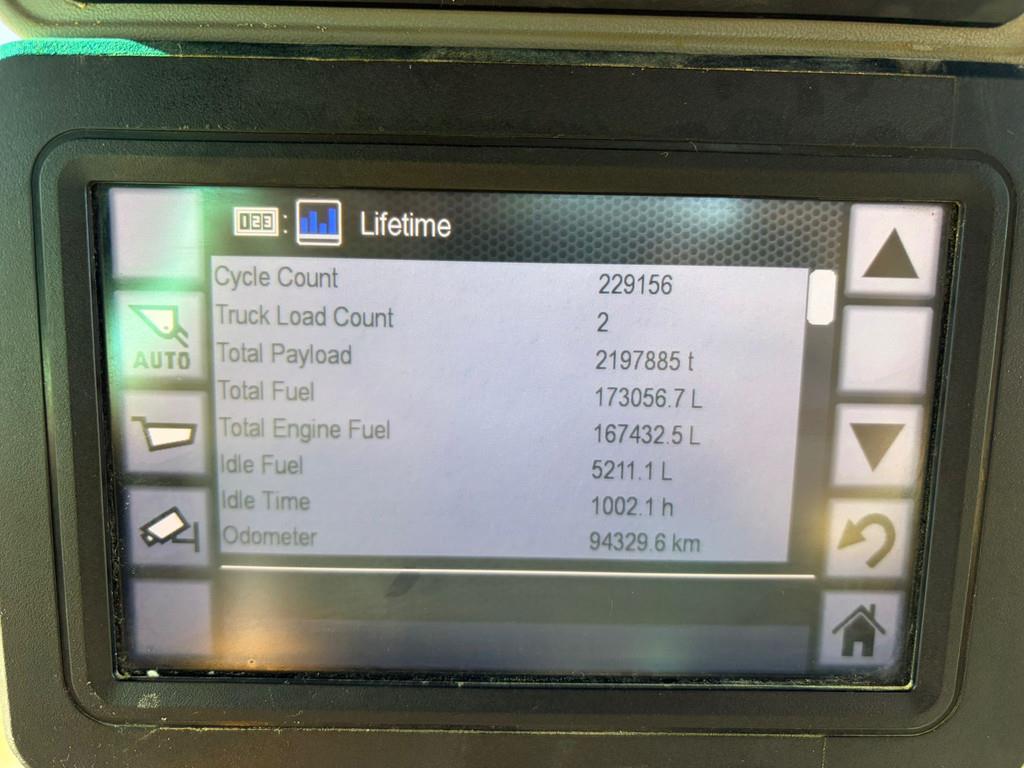 123 : Lifetime
Cycle Count 229156
Truck Load Count 2
Total Payload 2197885 t
Total Fuel 173056.7 L
Total Engine Fuel 167432.5 L
Idle Fuel 5211.1 L
Idle Time 1002.1 h
Odometer 94329.6 km
AUTO